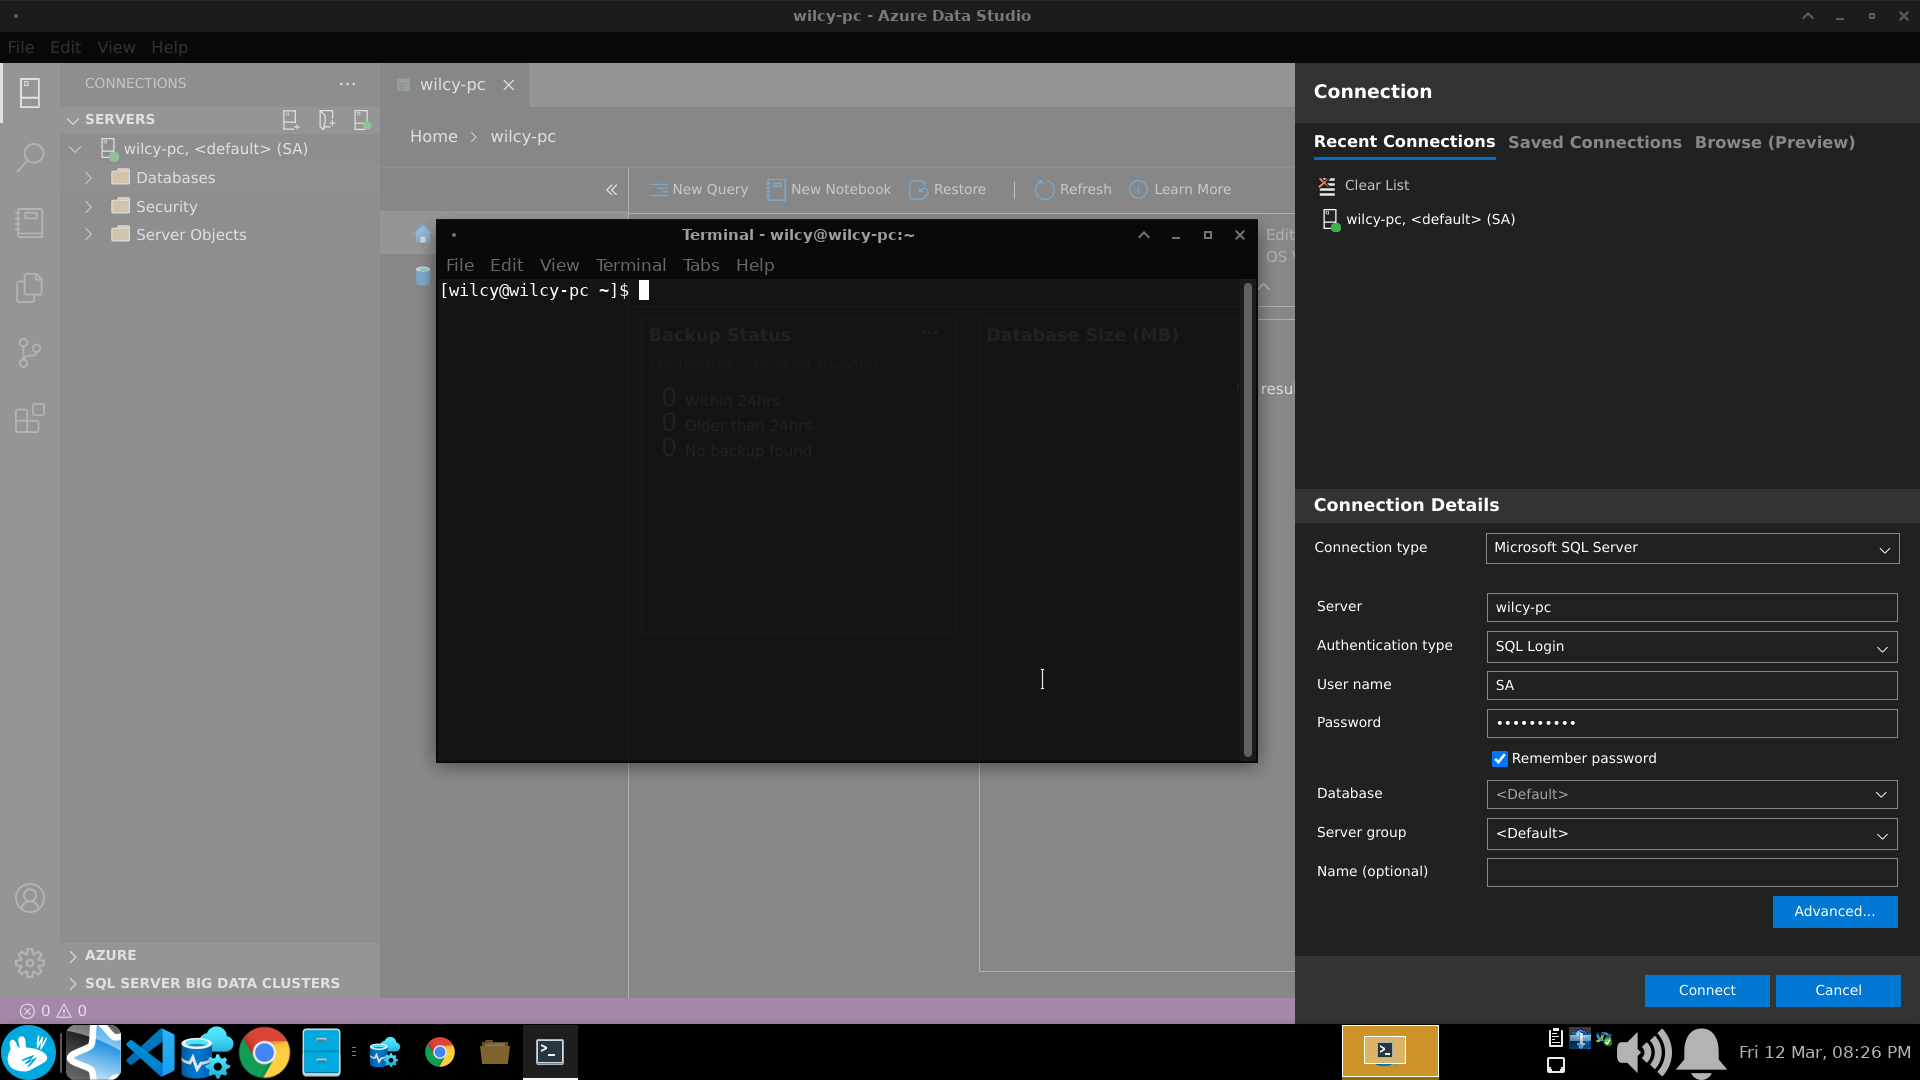 wilcy-pc - Azure Data Studio
File Edit View Help
CONNECTIONS
SERVERS
wilcy-pc, <default> (SA)
Databases
Security
Server Objects
AZURE
SQL SERVER BIG DATA CLUSTERS
0 0
wilcy-pc
Home > wilcy-pc
New Query New Notebook Restore | Refresh Learn More
Edit
OS
Terminal - wilcy@wilcy-pc:~
File Edit View Terminal Tabs Help
[wilcy@wilcy-pc ~]$
Backup Status
Database Size (MB)
Last Updated: 7:20:59 PM 3/12/2021
0 Within 24hrs
0 Older than 24hrs
0 No backup found
Connection
Recent Connections Saved Connections Browse (Preview)
Clear List
wilcy-pc, <default> (SA)
Connection Details
Connection type Microsoft SQL Server
Server wilcy-pc
Authentication type SQL Login
User name SA
Password ••••••••••
Remember password
Database <Default>
Server group <Default>
Name (optional)
Advanced...
Connect Cancel
Fri 12 Mar, 08:26 PM